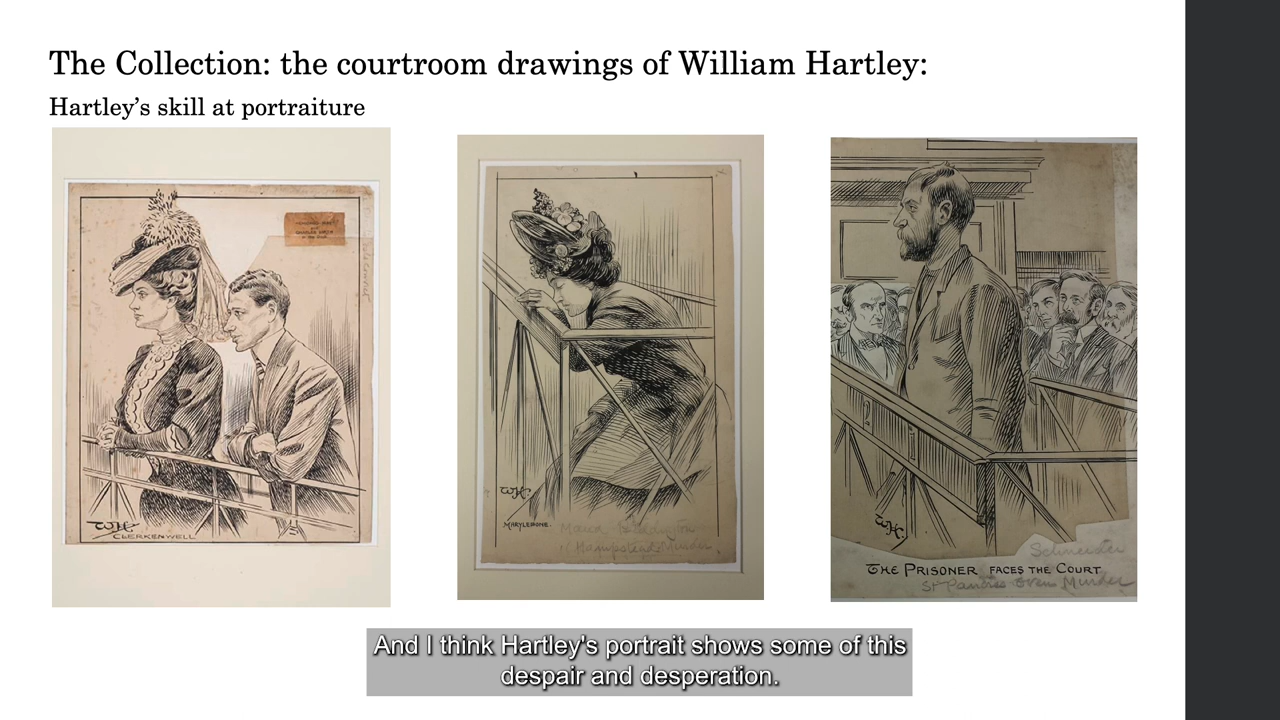 The Collection: the courtroom drawings of William Hartley:
Hartley's skill at portraiture
W.H.
CLERKENWELL
W.H.
MARYLEBONE.
Hampstead Murder
W.H.
Schneider
THE PRISONER FACES THE COURT
St Pancras Oven Murder
And I think Hartley's portrait shows some of this
despair and desperation.